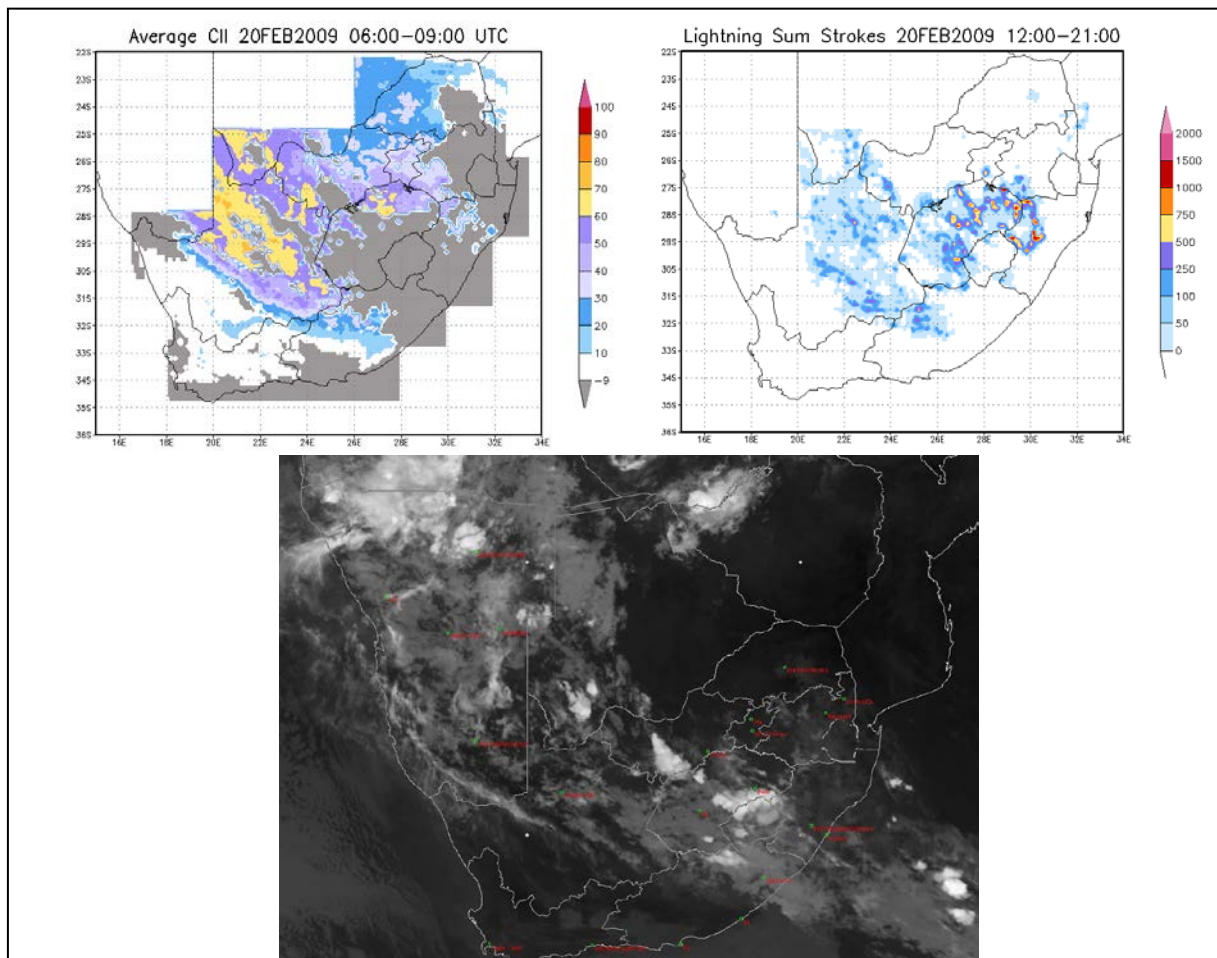 Average CII 20FEB2009 06:00−09:00 UTC
22S
23S
24S
25S
26S
27S
28S
29S
30S
31S
32S
33S
34S
35S
36S
16E 18E 20E 22E 24E 26E 28E 30E 32E 34E
100
90
80
70
60
50
40
30
20
10
−9
Lightning Sum Strokes 20FEB2009 12:00−21:00
22S
23S
24S
25S
26S
27S
28S
29S
30S
31S
32S
33S
34S
35S
36S
16E 18E 20E 22E 24E 26E 28E 30E 32E 34E
2000
1500
1000
750
500
250
100
50
0